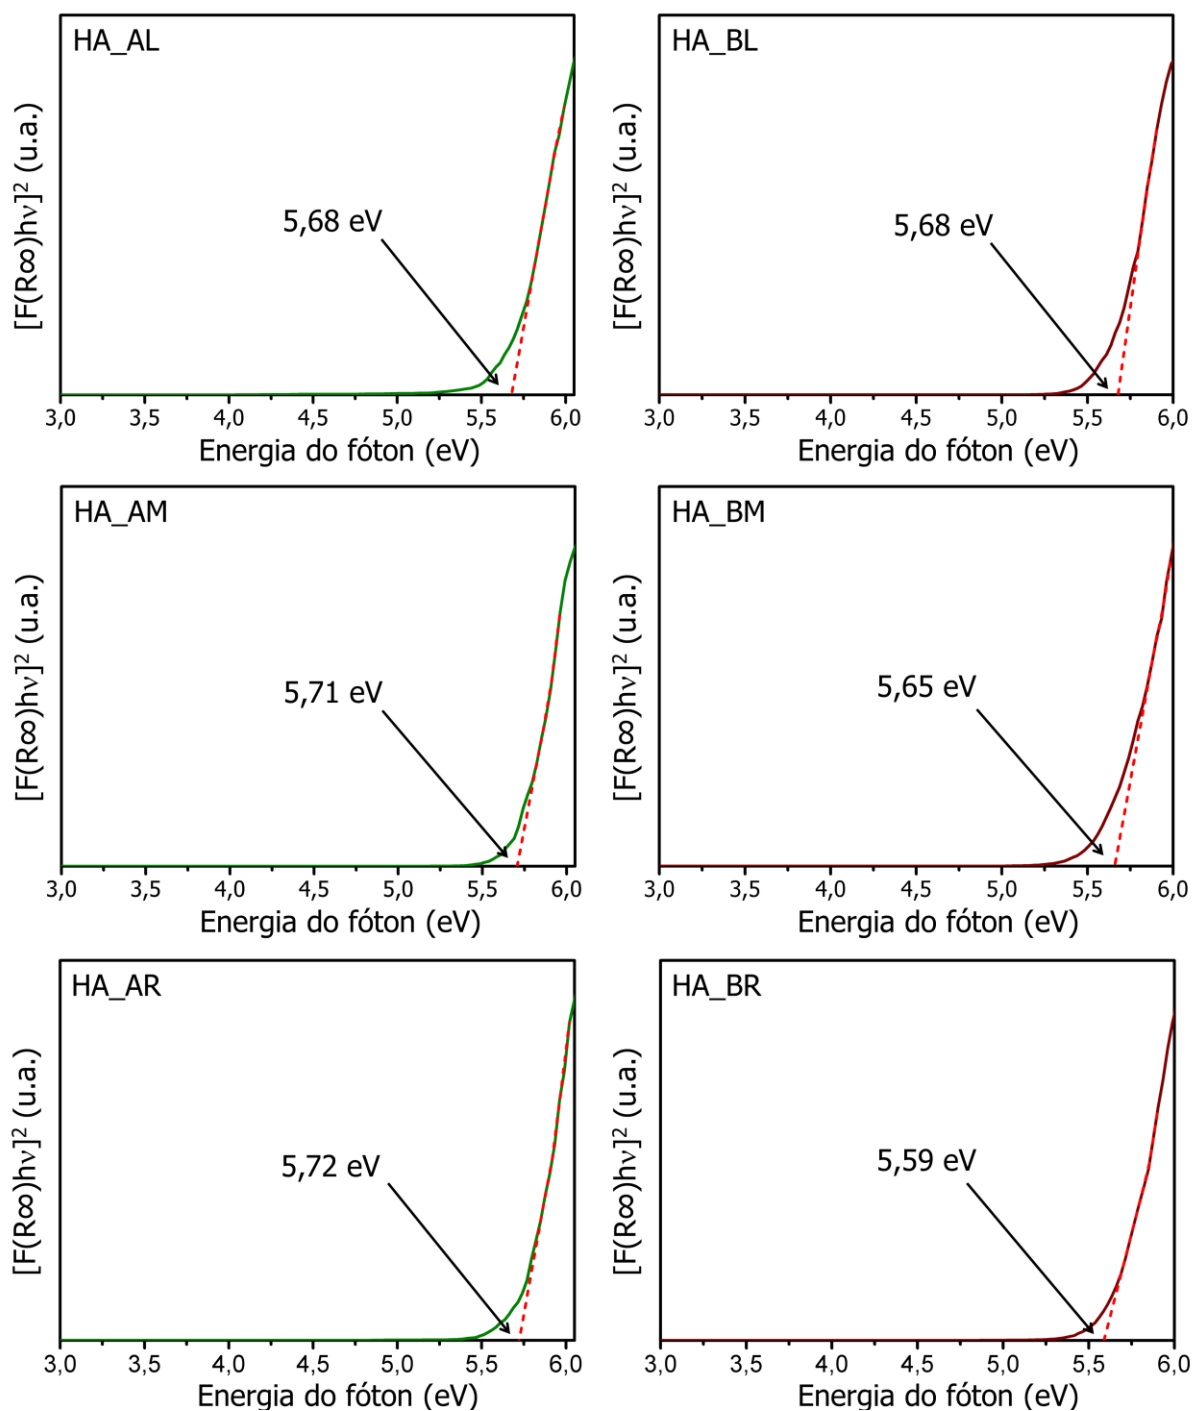 HA_AL
[F(R∞)hν]² (u.a.)
5,68 eV
3,0 3,5 4,0 4,5 5,0 5,5 6,0
Energia do fóton (eV)
HA_BL
[F(R∞)hν]² (u.a.)
5,68 eV
3,0 3,5 4,0 4,5 5,0 5,5 6,0
Energia do fóton (eV)
HA_AM
[F(R∞)hν]² (u.a.)
5,71 eV
3,0 3,5 4,0 4,5 5,0 5,5 6,0
Energia do fóton (eV)
HA_BM
[F(R∞)hν]² (u.a.)
5,65 eV
3,0 3,5 4,0 4,5 5,0 5,5 6,0
Energia do fóton (eV)
HA_AR
[F(R∞)hν]² (u.a.)
5,72 eV
3,0 3,5 4,0 4,5 5,0 5,5 6,0
Energia do fóton (eV)
HA_BR
[F(R∞)hν]² (u.a.)
5,59 eV
3,0 3,5 4,0 4,5 5,0 5,5 6,0
Energia do fóton (eV)